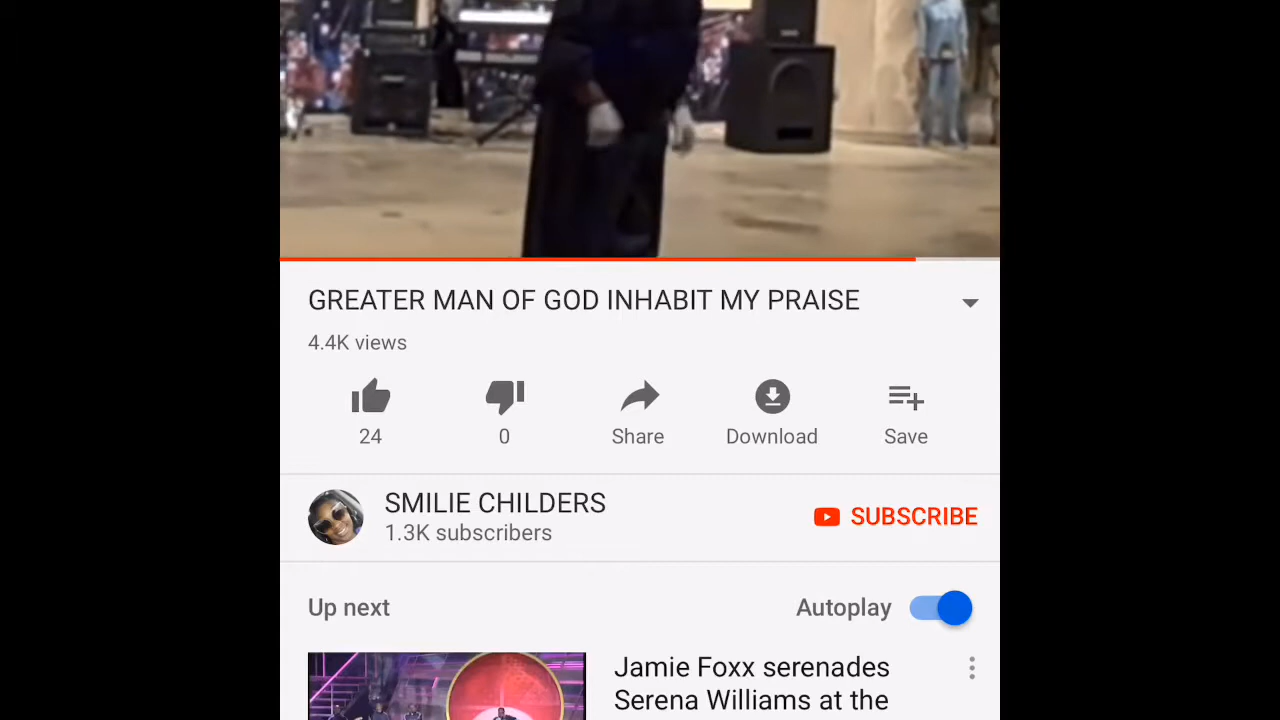 GREATER MAN OF GOD INHABIT MY PRAISE
4.4K views
24
0
Share
Download
Save
SMILIE CHILDERS
1.3K subscribers
SUBSCRIBE
Up next
Autoplay
Jamie Foxx serenades
Serena Williams at the